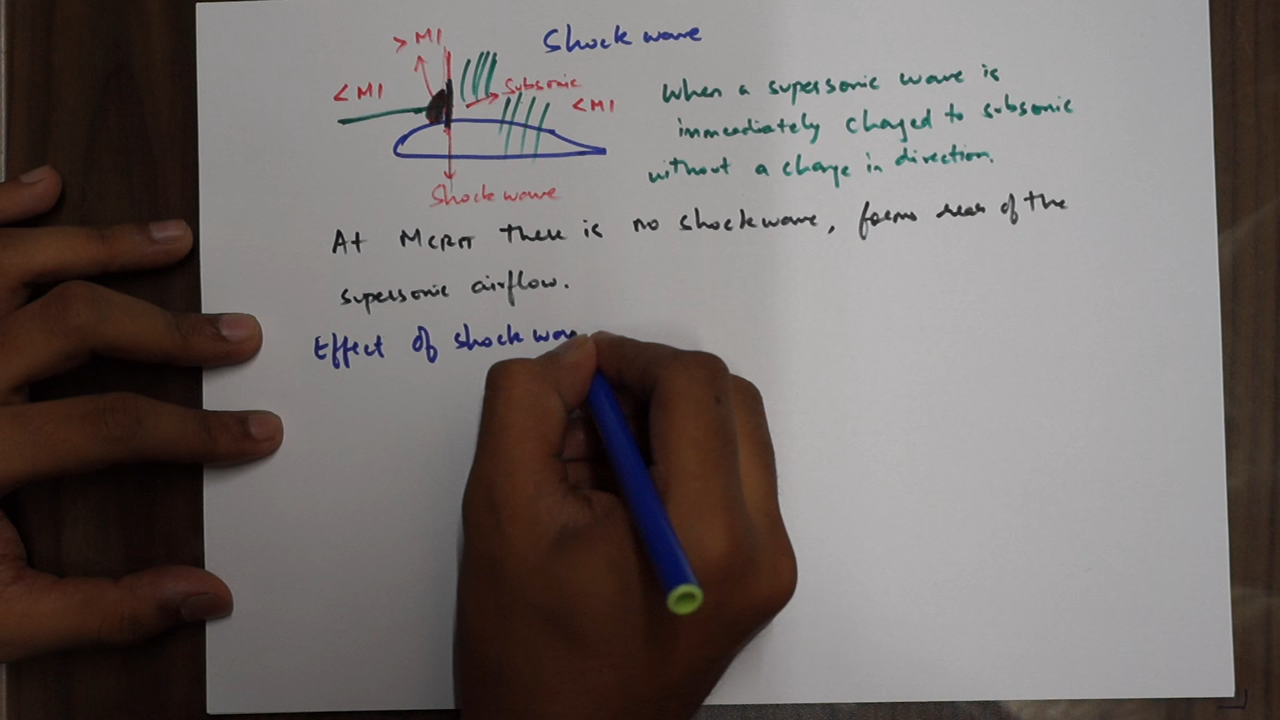 Shock wave
> M1
< M1
Subsonic
< M1
Shock wave
When a supersonic wave is
immediately changed to subsonic
without a change in direction.
At MCRIT there is no shockwave, forms rear of the
supersonic airflow.
Effect of shock wav